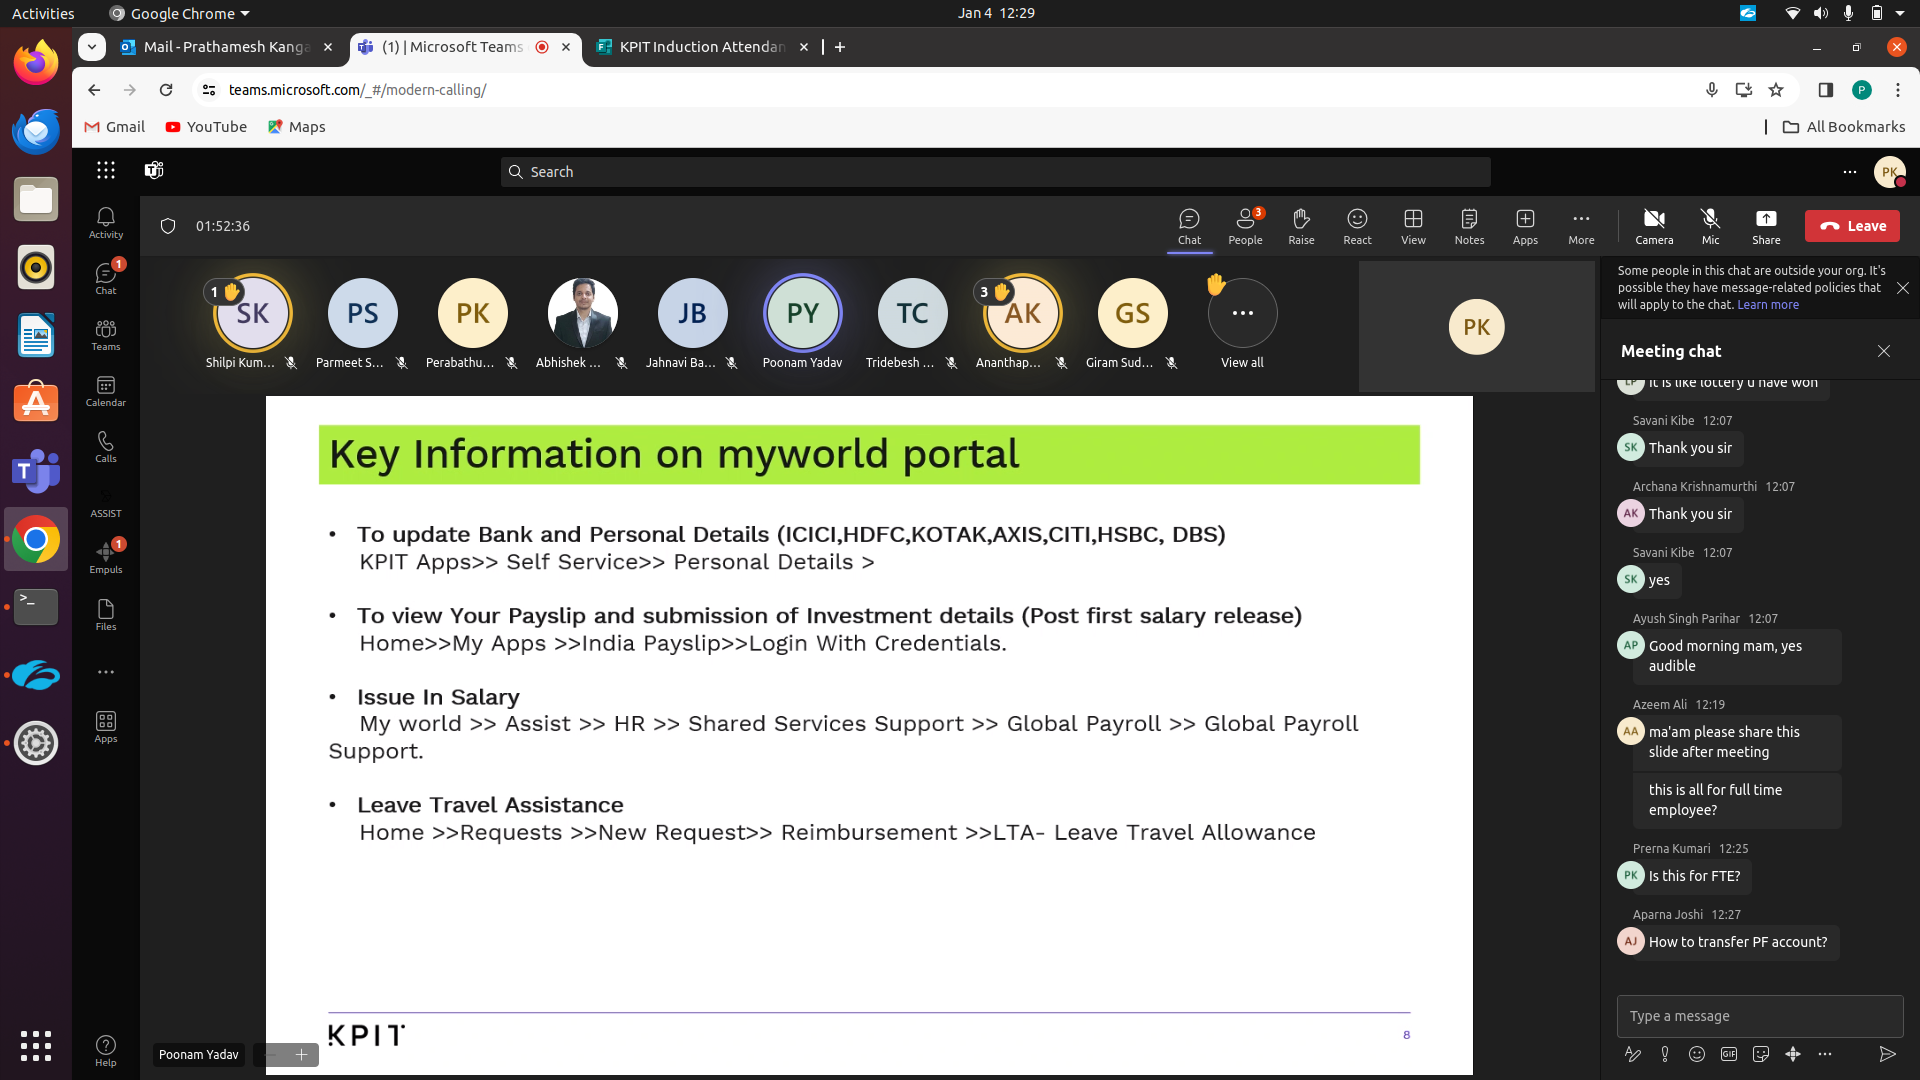 Activities
Google Chrome
Jan 4 12:29
Mail - Prathamesh Kanga
(1) | Microsoft Teams
KPIT Induction Attendan
teams.microsoft.com/_#/modern-calling/
P
Gmail
YouTube
Maps
All Bookmarks
Search
PK
Activity
Chat
1
Teams
Calendar
Calls
ASSIST
Empuls
1
Files
Apps
Help
01:52:36
Chat
People
3
Raise
React
View
Notes
Apps
More
Camera
Mic
Share
Leave
1
SK
PS
PK
JB
PY
TC
3
AK
GS
Shilpi Kum...
Parmeet S...
Perabathu...
Abhishek ...
Jahnavi Ba...
Poonam Yadav
Tridebesh ...
Ananthap...
Giram Sud...
View all
PK
Key Information on myworld portal
• To update Bank and Personal Details (ICICI,HDFC,KOTAK,AXIS,CITI,HSBC, DBS)
KPIT Apps>> Self Service>> Personal Details >
• To view Your Payslip and submission of Investment details (Post first salary release)
Home>>My Apps >>India Payslip>>Login With Credentials.
• Issue In Salary
My world >> Assist >> HR >> Shared Services Support >> Global Payroll >> Global Payroll
Support.
• Leave Travel Assistance
Home >>Requests >>New Request>> Reimbursement >>LTA- Leave Travel Allowance
KPIT
8
Poonam Yadav
Some people in this chat are outside your org. It's
possible they have message-related policies that
will apply to the chat. Learn more
Meeting chat
it is like lottery u have won
Savani Kibe 12:07
SK
Thank you sir
Archana Krishnamurthi 12:07
AK
Thank you sir
Savani Kibe 12:07
SK
yes
Ayush Singh Parihar 12:07
AP
Good morning mam, yes
audible
Azeem Ali 12:19
AA
ma'am please share this
slide after meeting
this is all for full time
employee?
Prerna Kumari 12:25
PK
Is this for FTE?
Aparna Joshi 12:27
AJ
How to transfer PF account?
Type a message
GIF